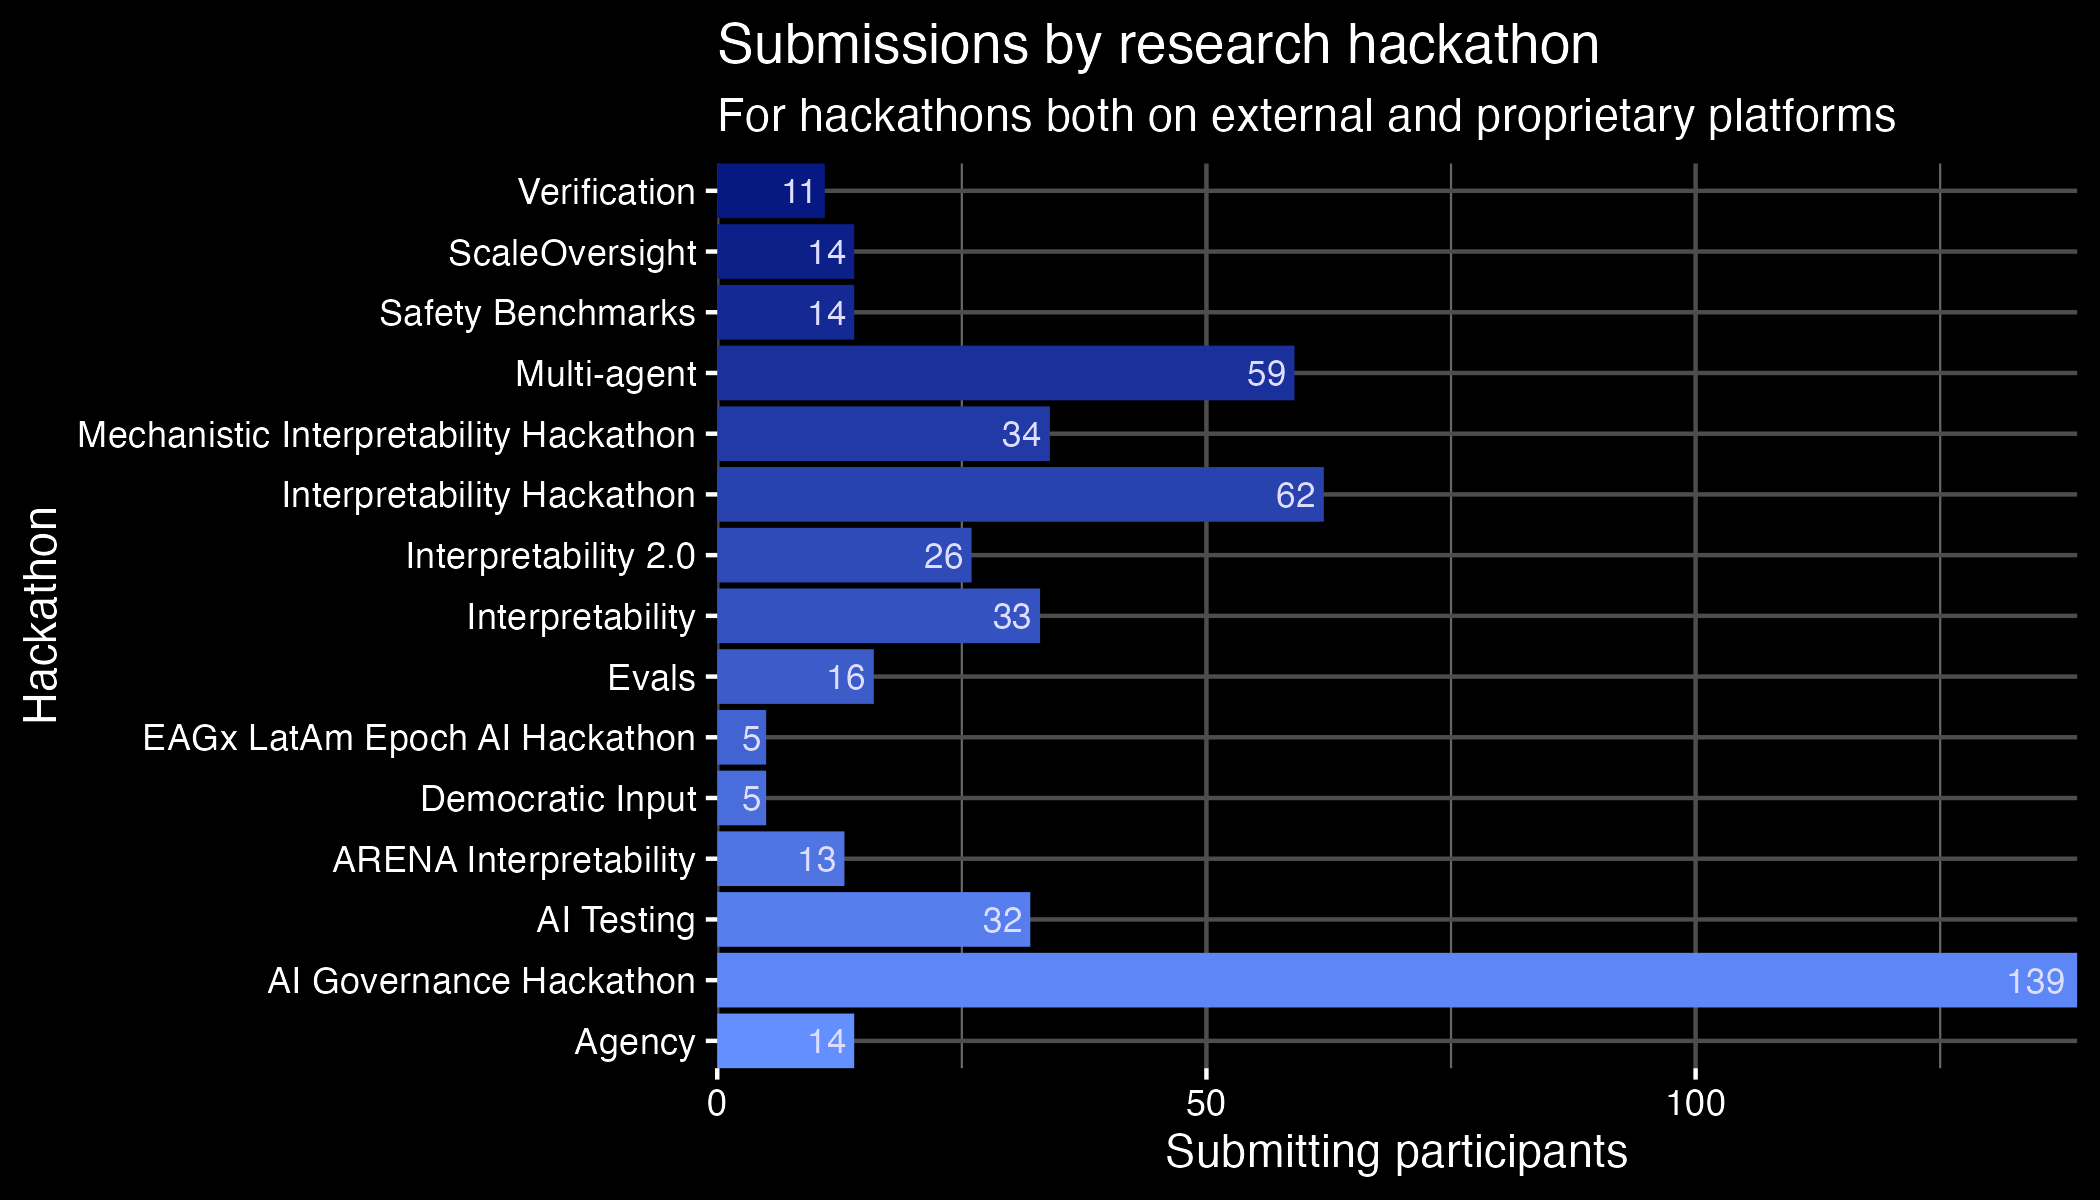 Submissions by research hackathon
For hackathons both on external and proprietary platforms
Hackathon
Verification 11
ScaleOversight 14
Safety Benchmarks 14
Multi-agent 59
Mechanistic Interpretability Hackathon 34
Interpretability Hackathon 62
Interpretability 2.0 26
Interpretability 33
Evals 16
EAGx LatAm Epoch AI Hackathon 5
Democratic Input 5
ARENA Interpretability 13
AI Testing 32
AI Governance Hackathon 139
Agency 14
0 50 100
Submitting participants